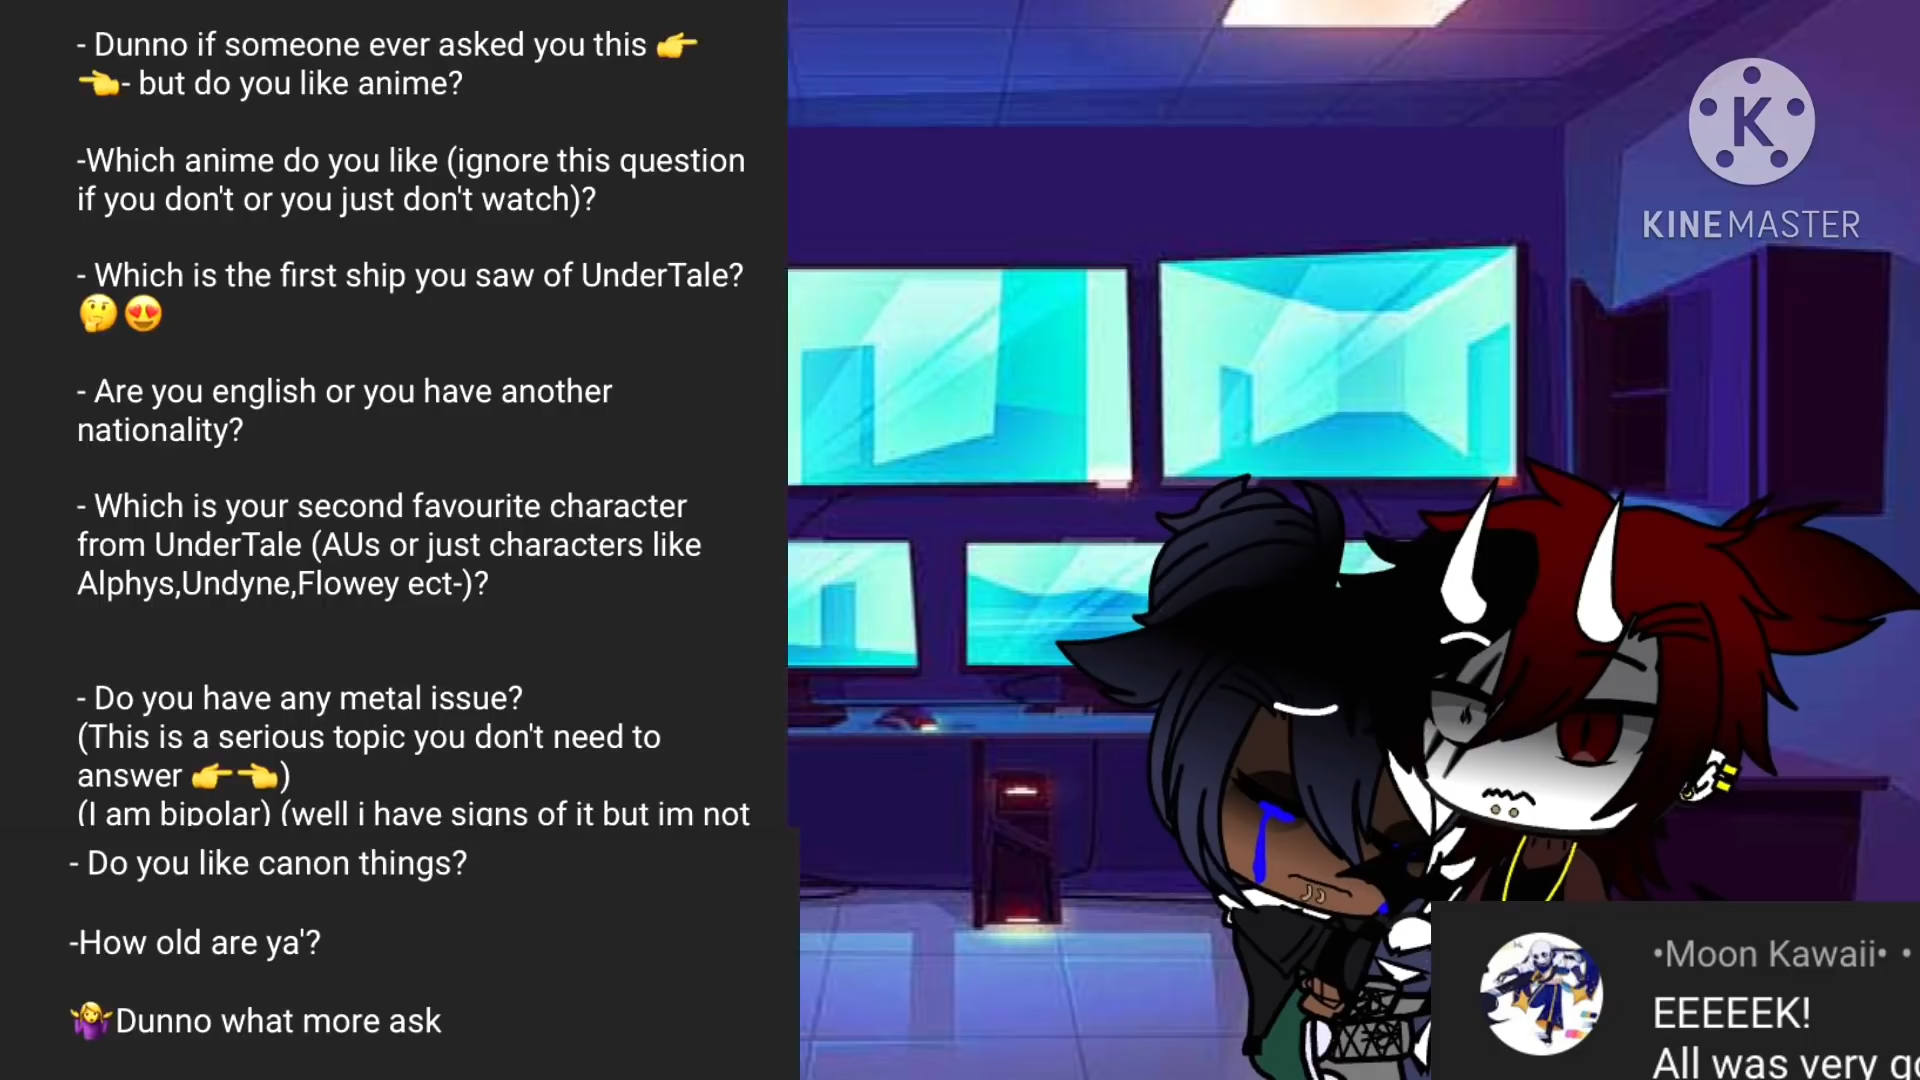 - Dunno if someone ever asked you this 👉
👈- but do you like anime?
-Which anime do you like (ignore this question
if you don't or you just don't watch)?
- Which is the first ship you saw of UnderTale?
🤔😍
- Are you english or you have another
nationality?
- Which is your second favourite character
from UnderTale (AUs or just characters like
Alphys,Undyne,Flowey ect-)?
- Do you have any metal issue?
(This is a serious topic you don't need to
answer 👉👈)
(I am bipolar) (well i have signs of it but im not
- Do you like canon things?
-How old are ya'?
🤷‍♀️Dunno what more ask
K
KINEMASTER
•Moon Kawaii• •
EEEEEK!
All was very